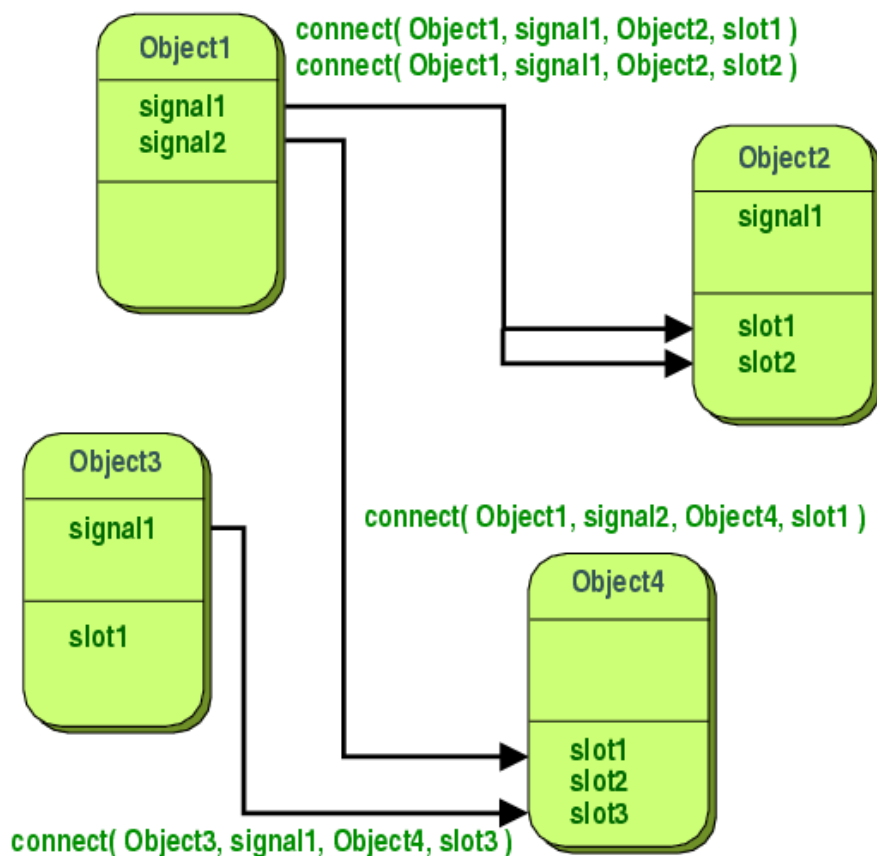 Object1
signal1
signal2
connect( Object1, signal1, Object2, slot1 )
connect( Object1, signal1, Object2, slot2 )
Object2
signal1
slot1
slot2
Object3
signal1
slot1
connect( Object1, signal2, Object4, slot1 )
Object4
slot1
slot2
slot3
connect( Object3, signal1, Object4, slot3 )